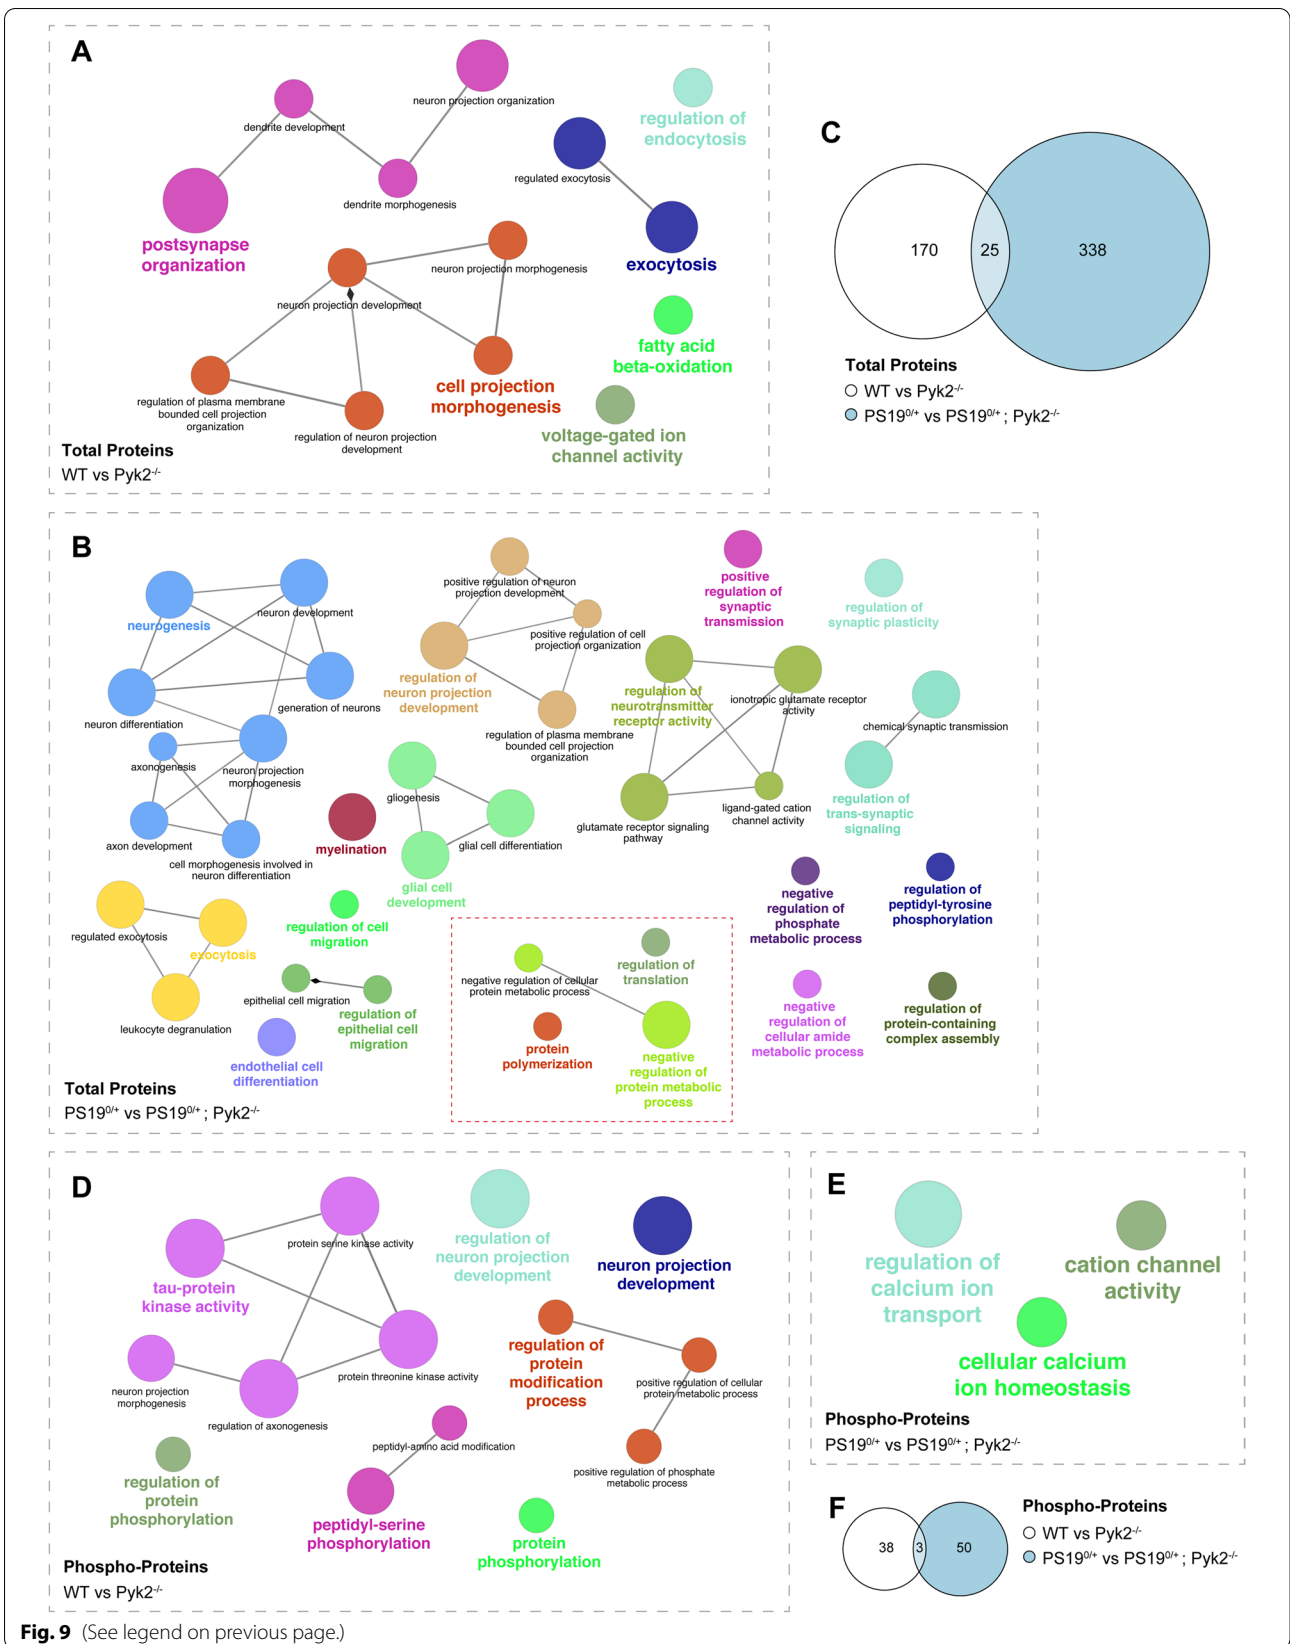 A
neuron projection organization
dendrite development
dendrite morphogenesis
postsynapse
organization
regulation of
endocytosis
regulated exocytosis
exocytosis
neuron projection morphogenesis
neuron projection development
fatty acid
beta-oxidation
cell projection
morphogenesis
regulation of plasma membrane
bounded cell projection
organization
regulation of neuron projection
development
voltage-gated ion
channel activity
Total Proteins
WT vs Pyk2-/-
C
170
25
338
Total Proteins
WT vs Pyk2-/-
PS190/+ vs PS190/+ ; Pyk2-/-
B
neurogenesis
neuron development
neuron differentiation
generation of neurons
axonogenesis
neuron projection
morphogenesis
axon development
cell morphogenesis involved in
neuron differentiation
positive regulation of neuron
projection development
positive regulation of cell
projection organization
regulation of
neuron projection
development
regulation of plasma membrane
bounded cell projection
organization
positive
regulation of
synaptic
transmission
regulation of
synaptic plasticity
regulation of
neurotransmitter
receptor activity
ionotropic glutamate receptor
activity
glutamate receptor signaling
pathway
ligand-gated cation
channel activity
chemical synaptic transmission
regulation of
trans-synaptic
signaling
gliogenesis
glial cell differentiation
glial cell
development
myelination
regulated exocytosis
exocytosis
leukocyte degranulation
regulation of cell
migration
epithelial cell migration
regulation of
epithelial cell
migration
endothelial cell
differentiation
negative regulation of cellular
protein metabolic process
regulation of
translation
protein
polymerization
negative
regulation of
protein metabolic
process
negative
regulation of
phosphate
metabolic process
regulation of
peptidyl-tyrosine
phosphorylation
negative
regulation of
cellular amide
metabolic process
regulation of
protein-containing
complex assembly
Total Proteins
PS190/+ vs PS190/+ ; Pyk2-/-
D
protein serine kinase activity
tau-protein
kinase activity
protein threonine kinase activity
neuron projection
morphogenesis
regulation of axonogenesis
regulation of
neuron projection
development
neuron projection
development
regulation of
protein
modification
process
positive regulation of cellular
protein metabolic process
positive regulation of phosphate
metabolic process
peptidyl-amino acid modification
peptidyl-serine
phosphorylation
regulation of
protein
phosphorylation
protein
phosphorylation
Phospho-Proteins
WT vs Pyk2-/-
E
regulation of
calcium ion
transport
cation channel
activity
cellular calcium
ion homeostasis
Phospho-Proteins
PS190/+ vs PS190/+ ; Pyk2-/-
F
38
3
50
Phospho-Proteins
WT vs Pyk2-/-
PS190/+ vs PS190/+ ; Pyk2-/-
Fig. 9 (See legend on previous page.)